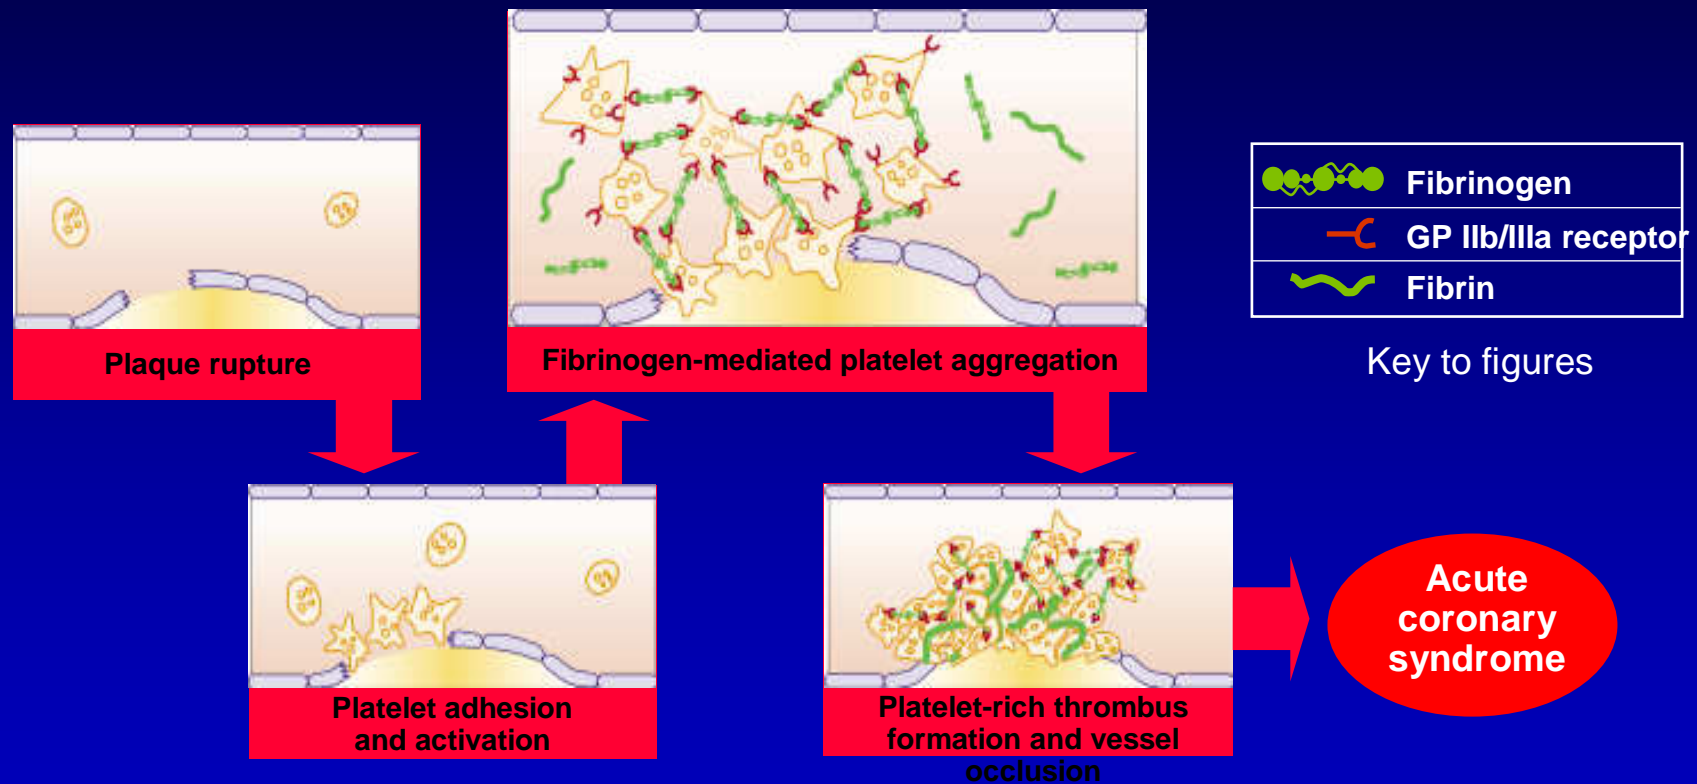 Plaque rupture
Fibrinogen-mediated platelet aggregation
Fibrinogen
GP IIb/IIIa receptor
Fibrin
Key to figures
Platelet adhesion
and activation
Platelet-rich thrombus
formation and vessel
occlusion
Acute
coronary
syndrome